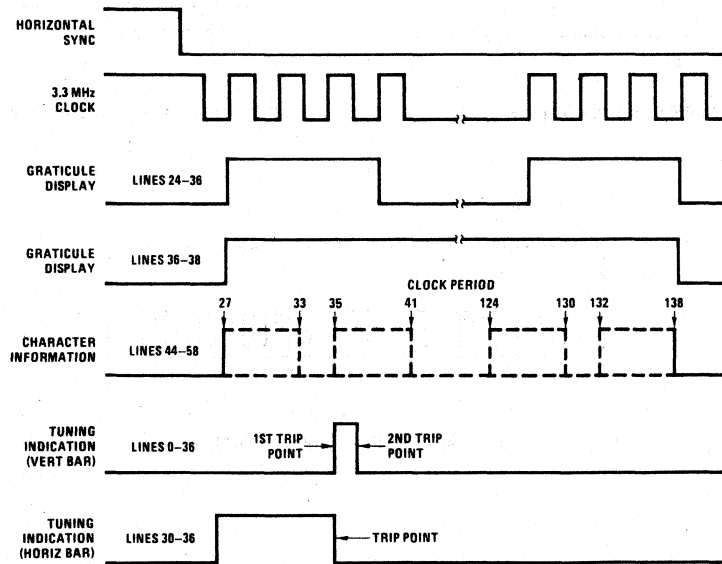 HORIZONTAL
SYNC
3.3 MHz
CLOCK
GRATICULE
DISPLAY
LINES 24–36
GRATICULE
DISPLAY
LINES 36–38
CLOCK PERIOD
27 33 35 41 124 130 132 138
CHARACTER
INFORMATION
LINES 44–58
TUNING
INDICATION
(VERT BAR)
LINES 0–36
1ST TRIP
POINT
2ND TRIP
POINT
TUNING
INDICATION
(HORIZ BAR)
LINES 30–36
TRIP POINT